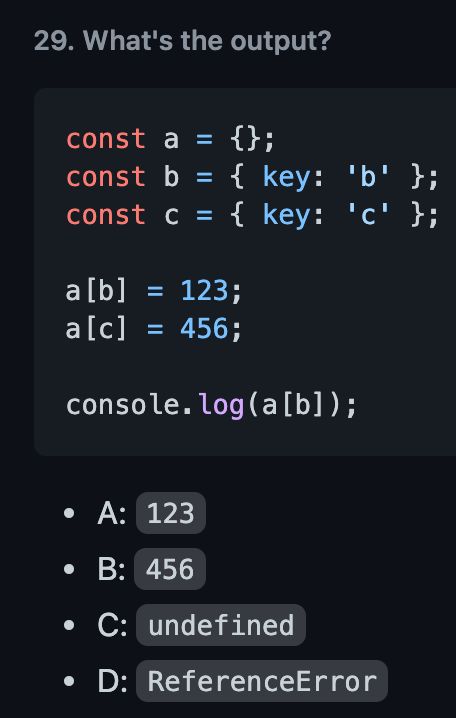 29. What's the output?
const a = {};
const b = { key: 'b' };
const c = { key: 'c' };
a[b] = 123;
a[c] = 456;
console.log(a[b]);
• A: 123
• B: 456
• C: undefined
• D: ReferenceError